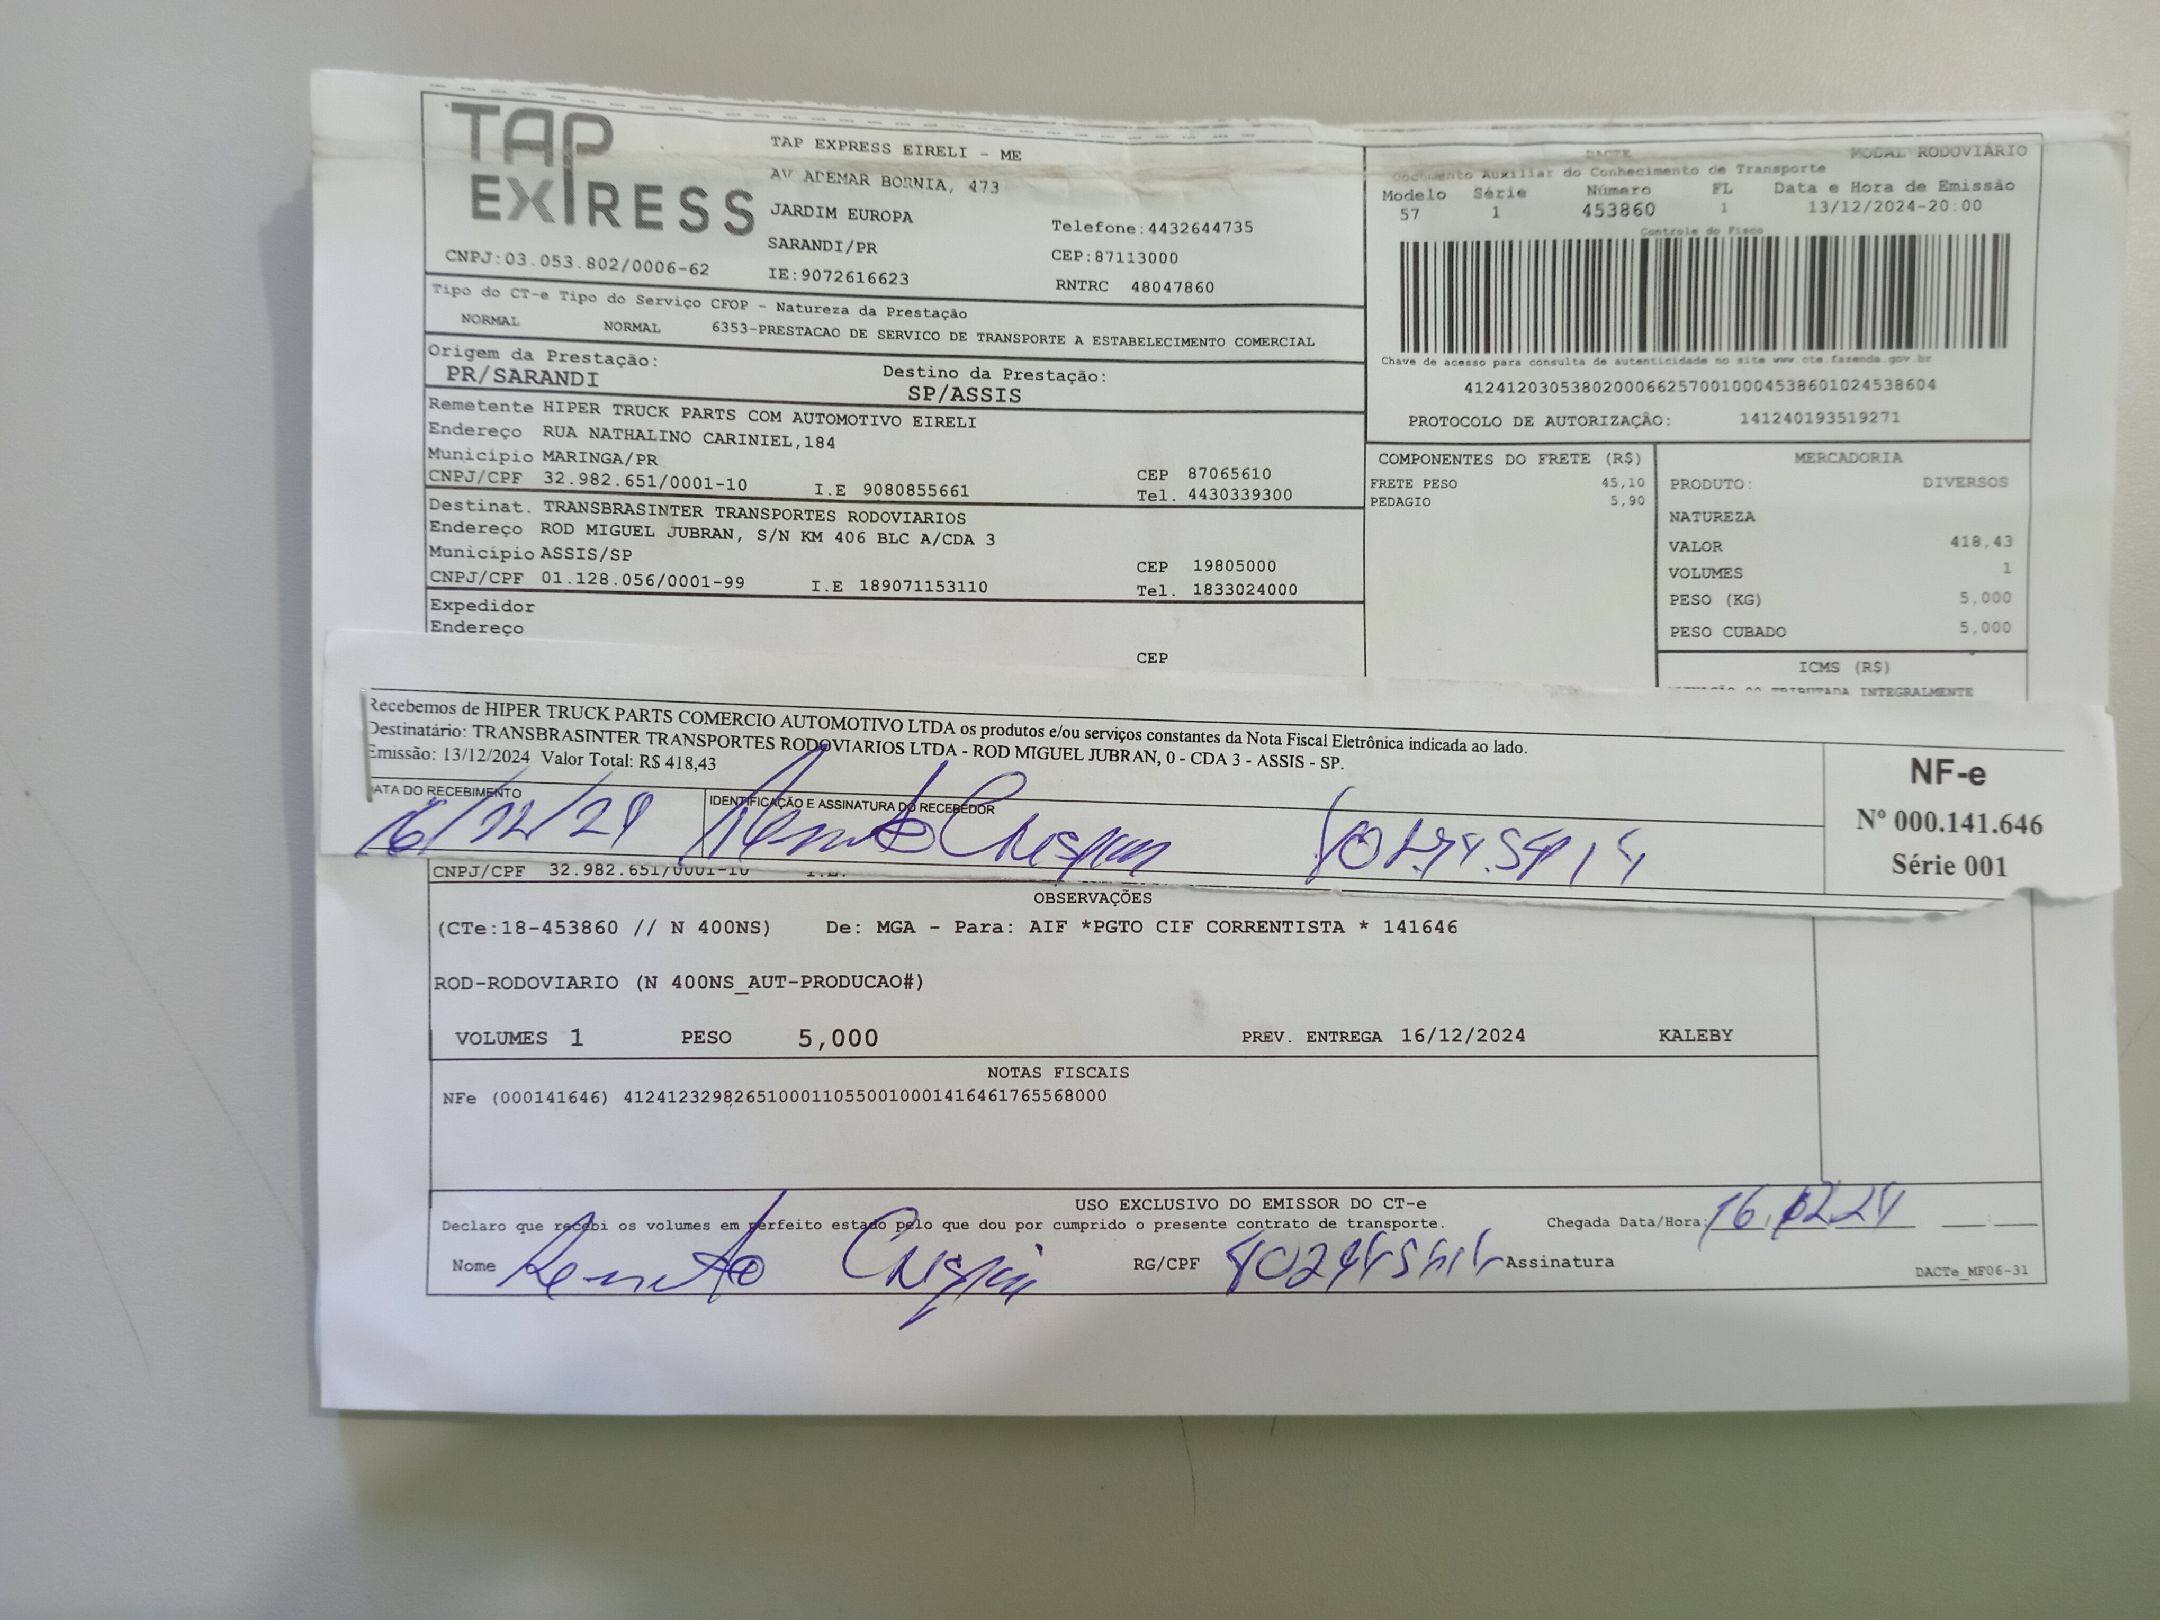 TAP
EXPRESS
CNPJ:03.053.802/0006-62
TAP EXPRESS EIRELI - ME
AV ADEMAR BORNIA, 473
JARDIM EUROPA
SARANDI/PR
IE:9072616623
Telefone:4432644735
CEP:87113000
RNTRC 48047860
DACTE MODAL RODOVIÁRIO
Documento Auxiliar do Conhecimento de Transporte
Modelo Série Número FL Data e Hora de Emissão
57 1 453860 1 13/12/2024-20:00
Controle do Fisco
Chave de acesso para consulta de autenticidade no site www.cte.fazenda.gov.br
41241203053802000662570010004538601024538604
PROTOCOLO DE AUTORIZAÇÃO: 141240193519271
Tipo do CT-e Tipo do Serviço CFOP - Natureza da Prestação
NORMAL NORMAL 6353-PRESTACAO DE SERVICO DE TRANSPORTE A ESTABELECIMENTO COMERCIAL
Origem da Prestação: Destino da Prestação:
PR/SARANDI SP/ASSIS
Remetente HIPER TRUCK PARTS COM AUTOMOTIVO EIRELI
Endereço RUA NATHALINO CARINIEL,184
Município MARINGA/PR CEP 87065610
CNPJ/CPF 32.982.651/0001-10 I.E 9080855661 Tel. 4430339300
Destinat. TRANSBRASINTER TRANSPORTES RODOVIARIOS
Endereço ROD MIGUEL JUBRAN, S/N KM 406 BLC A/CDA 3
Município ASSIS/SP CEP 19805000
CNPJ/CPF 01.128.056/0001-99 I.E 189071153110 Tel. 1833024000
Expedidor
Endereço
CEP
COMPONENTES DO FRETE (R$)
FRETE PESO 45,10
PEDAGIO 5,90
MERCADORIA
PRODUTO: DIVERSOS
NATUREZA
VALOR 418,43
VOLUMES 1
PESO (KG) 5,000
PESO CUBADO 5,000
ICMS (R$)
TRIBUTADA INTEGRALMENTE
Recebemos de HIPER TRUCK PARTS COMERCIO AUTOMOTIVO LTDA os produtos e/ou serviços constantes da Nota Fiscal Eletrônica indicada ao lado.
Destinatário: TRANSBRASINTER TRANSPORTES RODOVIARIOS LTDA - ROD MIGUEL JUBRAN, 0 - CDA 3 - ASSIS - SP.
Emissão: 13/12/2024 Valor Total: R$ 418,43
DATA DO RECEBIMENTO IDENTIFICAÇÃO E ASSINATURA DO RECEBEDOR
16/12/24 Renato Crispim
NF-e
Nº 000.141.646
Série 001
CNPJ/CPF 32.982.651/0001-10 I.E.
OBSERVAÇÕES
(CTe:18-453860 // N 400NS) De: MGA - Para: AIF *PGTO CIF CORRENTISTA * 141646
ROD-RODOVIARIO (N 400NS_AUT-PRODUCAO#)
VOLUMES 1 PESO 5,000 PREV. ENTREGA 16/12/2024 KALEBY
NOTAS FISCAIS
NFe (000141646) 41241232982651000110550010001416461765568000
USO EXCLUSIVO DO EMISSOR DO CT-e
Declaro que recebi os volumes em perfeito estado pelo que dou por cumprido o presente contrato de transporte. Chegada Data/Hora: 16.12.24
Nome Renato Crispim RG/CPF Assinatura
DACTe_MF06-31